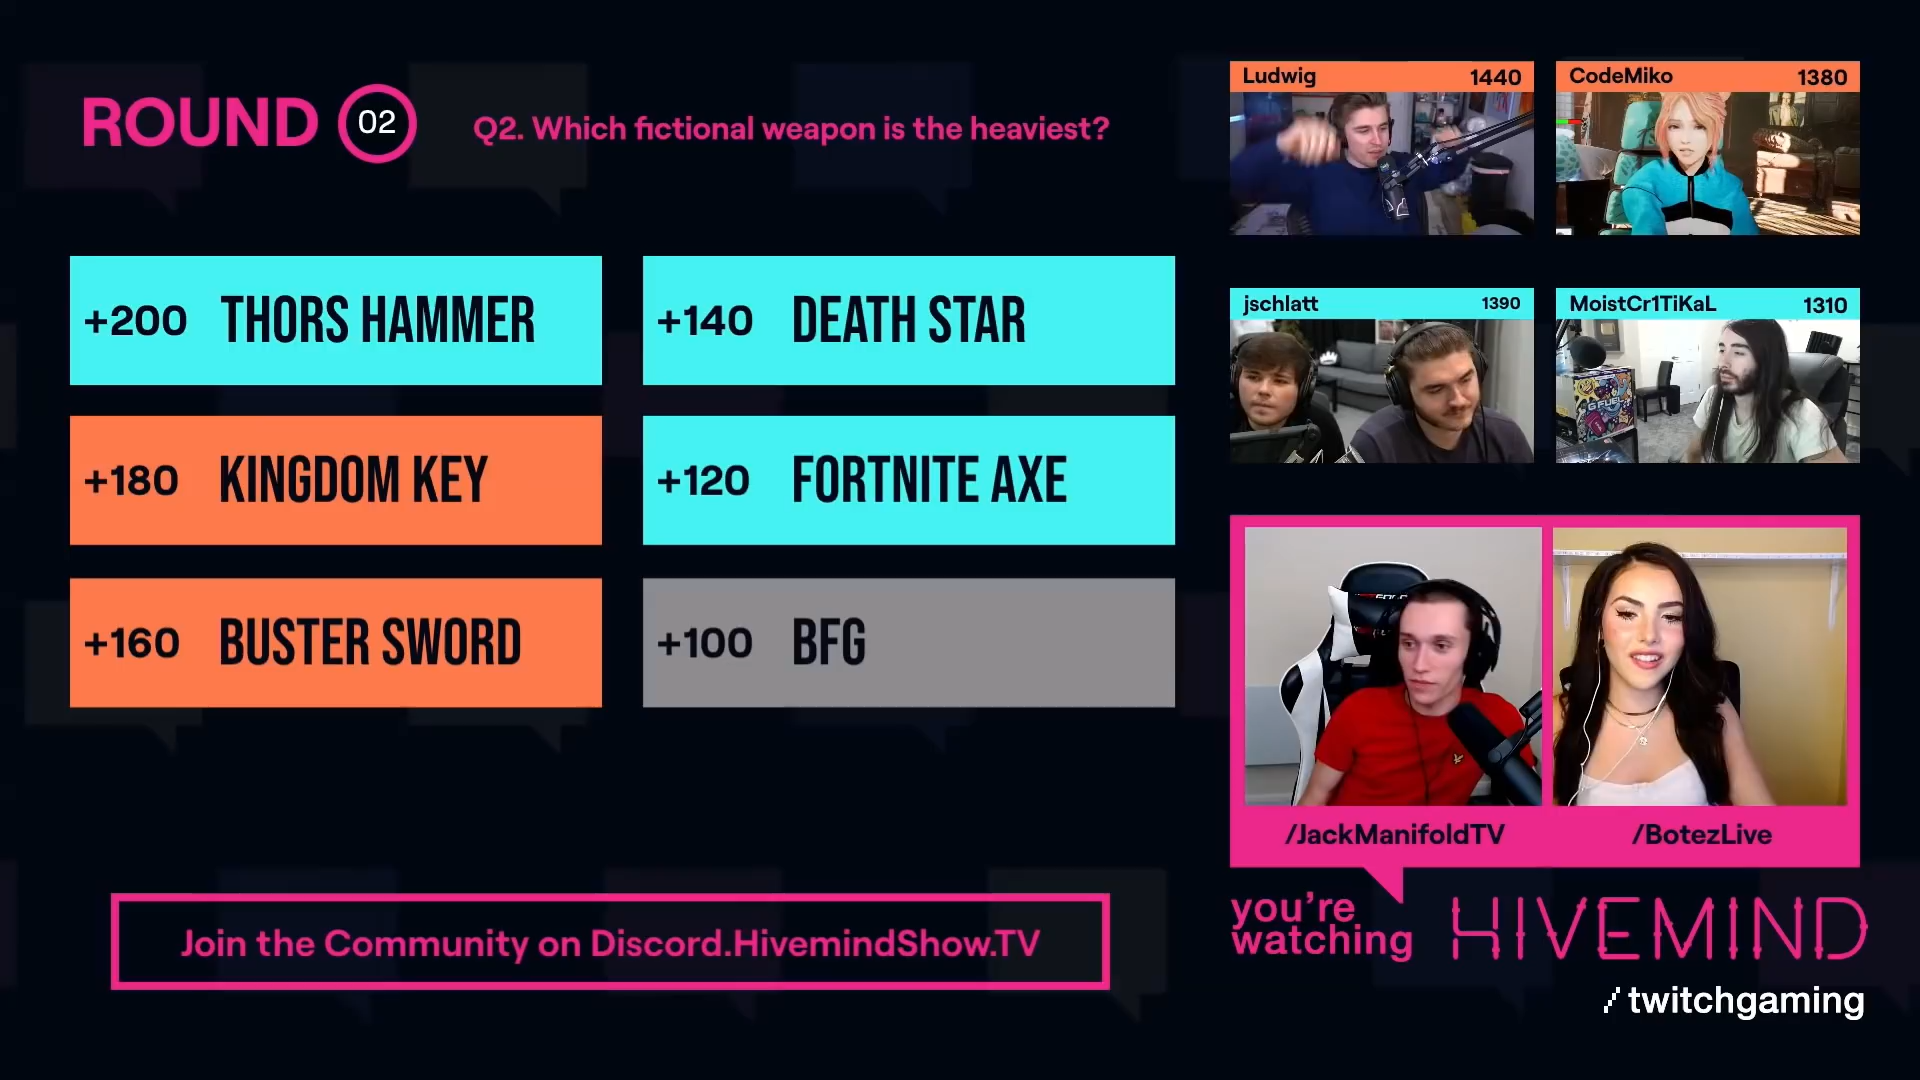 ROUND 02
Q2. Which fictional weapon is the heaviest?
+200 THORS HAMMER
+140 DEATH STAR
+180 KINGDOM KEY
+120 FORTNITE AXE
+160 BUSTER SWORD
+100 BFG
Join the Community on Discord.HivemindShow.TV
Ludwig 1440
CodeMiko 1380
jschlatt 1390
MoistCr1TiKaL 1310
G FUEL
/JackManifoldTV
/BotezLive
you're
watching
HIVEMIND
/twitchgaming